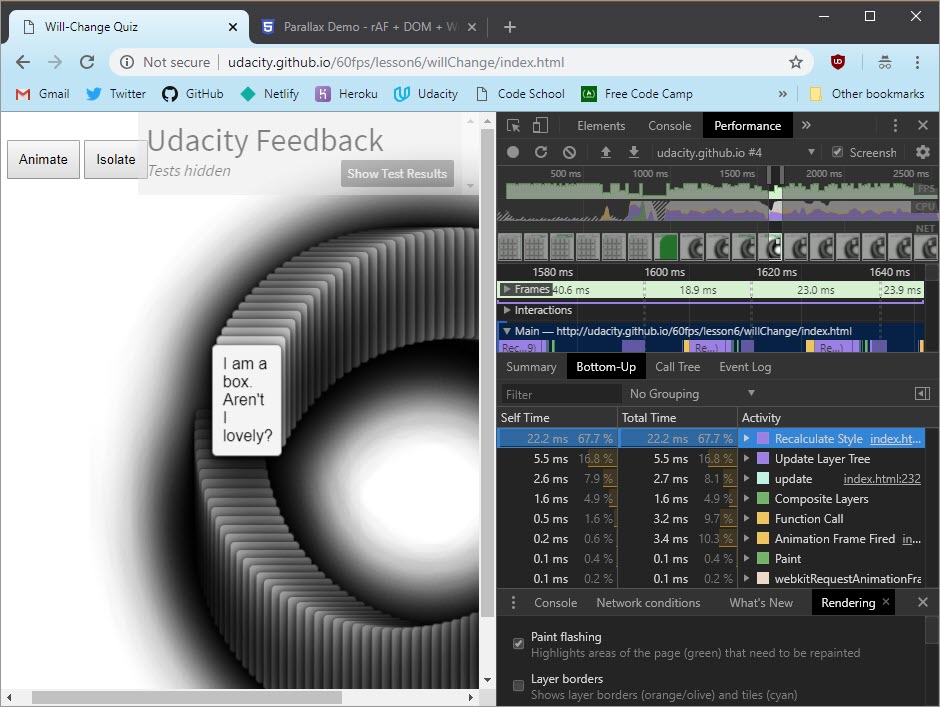 Will-Change Quiz
Parallax Demo - rAF + DOM + W
Not secure
udacity.github.io/60fps/lesson6/willChange/index.html
Gmail
Twitter
GitHub
Netlify
Heroku
Udacity
Code School
Free Code Camp
»
Other bookmarks
Animate
Isolate
Udacity Feedback
Tests hidden
Show Test Results
I am a
box.
Aren't
I
lovely?
Elements
Console
Performance
»
udacity.github.io #4
Screensh
500 ms
1000 ms
1500 ms
2000 ms
2500 ms
FPS
CPU
NET
1580 ms
1600 ms
1620 ms
1640 ms
Frames
40.6 ms
18.9 ms
23.0 ms
23.9 ms
Interactions
Main — http://udacity.github.io/60fps/lesson6/willChange/index.html
Rec...9)
Re...)
Re...)
Summary
Bottom-Up
Call Tree
Event Log
Filter
No Grouping
Self Time
Total Time
Activity
22.2 ms 67.7 % 22.2 ms 67.7 % Recalculate Style index.ht...
5.5 ms 16.8 % 5.5 ms 16.8 % Update Layer Tree
2.6 ms 7.9 % 2.7 ms 8.1 % update index.html:232
1.6 ms 4.9 % 1.6 ms 4.9 % Composite Layers
0.5 ms 1.6 % 3.2 ms 9.7 % Function Call
0.2 ms 0.6 % 3.4 ms 10.3 % Animation Frame Fired in...
0.1 ms 0.4 % 0.1 ms 0.4 % Paint
0.1 ms 0.2 % 0.1 ms 0.2 % webkitRequestAnimationFra
Console
Network conditions
What's New
Rendering
Paint flashing
Highlights areas of the page (green) that need to be repainted
Layer borders
Shows layer borders (orange/olive) and tiles (cyan)